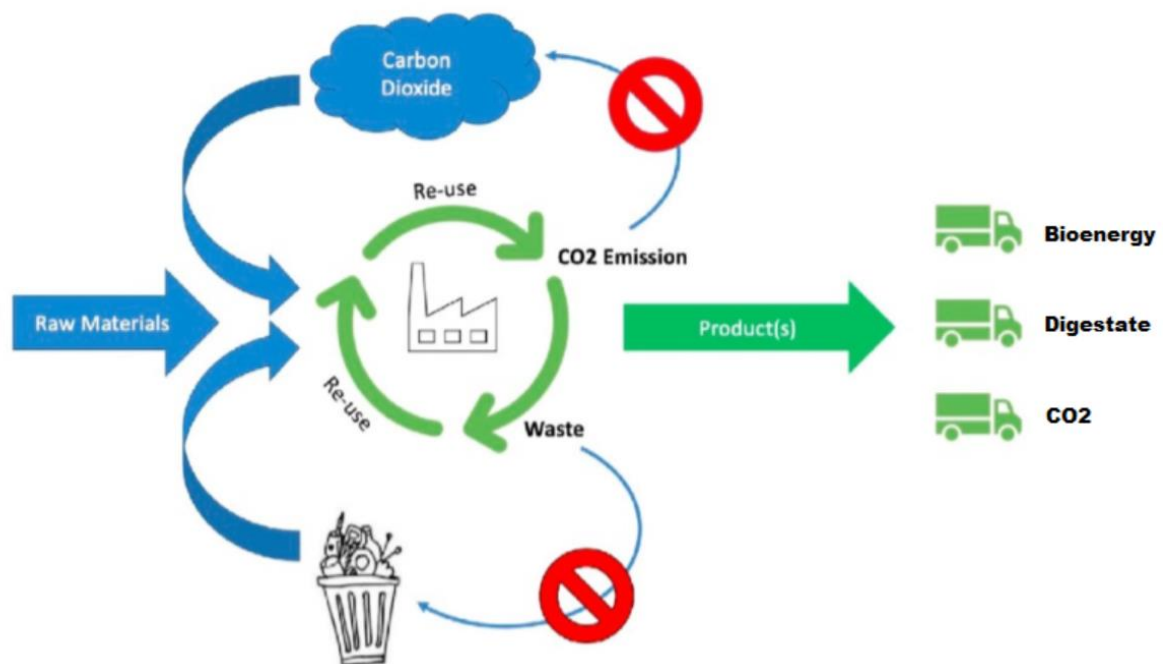 Carbon
Dioxide
Re-use
CO2 Emission
Raw Materials
Product(s)
Re-use
Waste
Bioenergy
Digestate
CO2